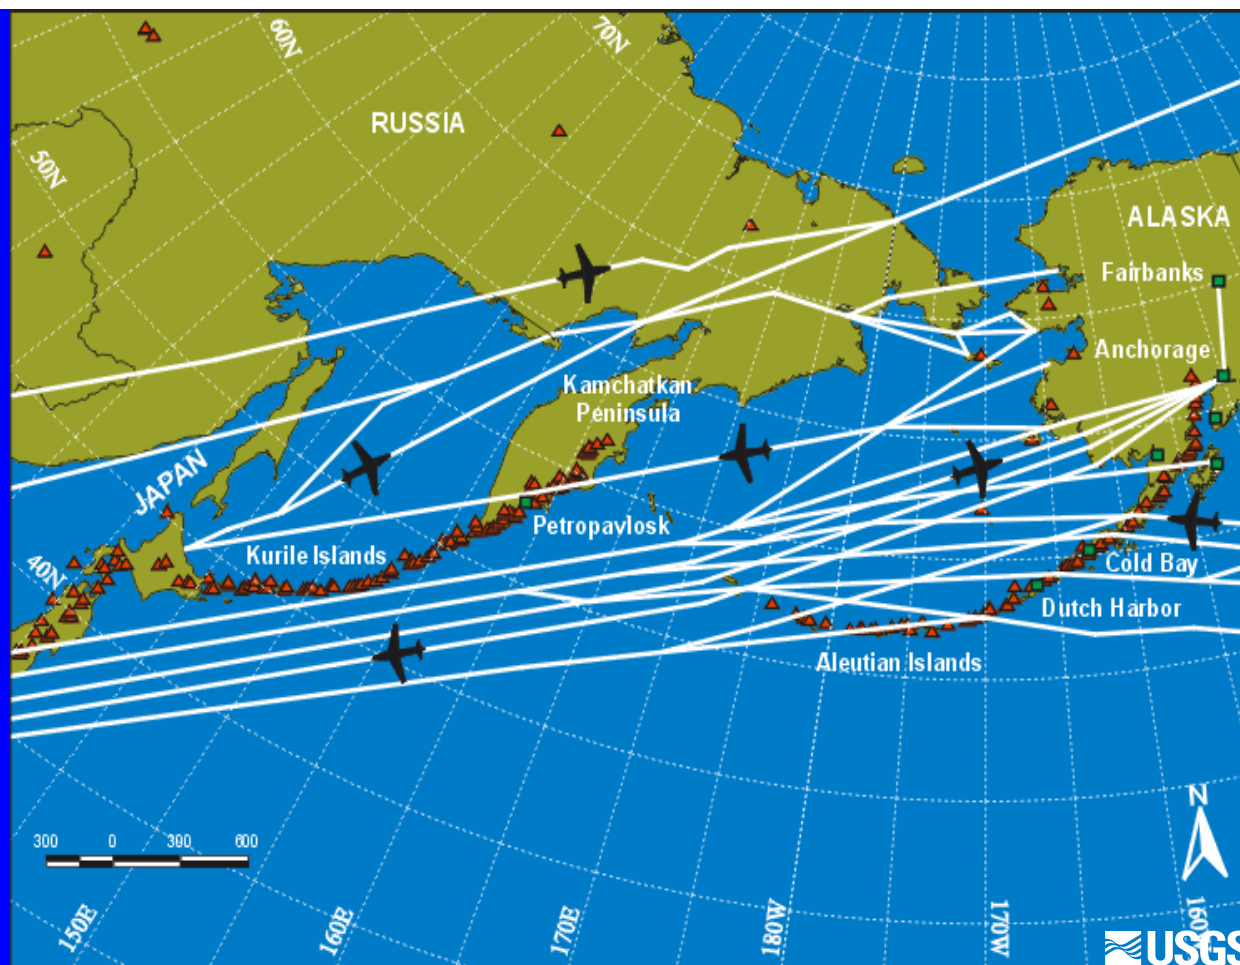 60N
70N
RUSSIA
50N
ALASKA
Fairbanks
Anchorage
Kamchatkan
Peninsula
JAPAN
Petropavlosk
Kurile Islands
40N
Cold Bay
Dutch Harbor
Aleutian Islands
N
300 0 300 600
150E
160E
170E
180W
170W
160W
USGS